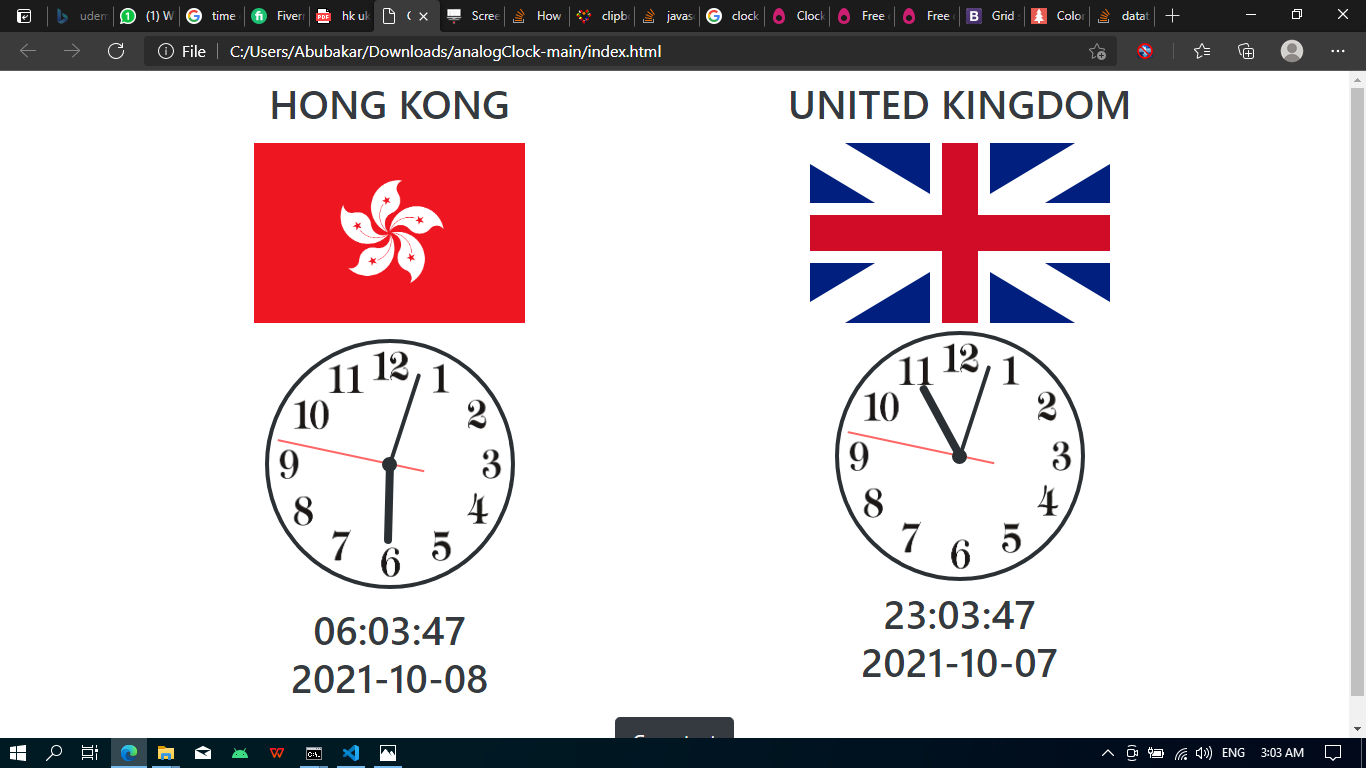 udem
(1) W
time
Fiverr
hk uk
C
Scree
How
clipb
javas
clock
Clock
Free
Free
Grid s
Color
datat
File
C:/Users/Abubakar/Downloads/analogClock-main/index.html
HONG KONG
UNITED KINGDOM
12
1
2
3
4
5
6
7
8
9
10
11
12
1
2
3
4
5
6
7
8
9
10
11
06:03:47
2021-10-08
23:03:47
2021-10-07
ENG
3:03 AM